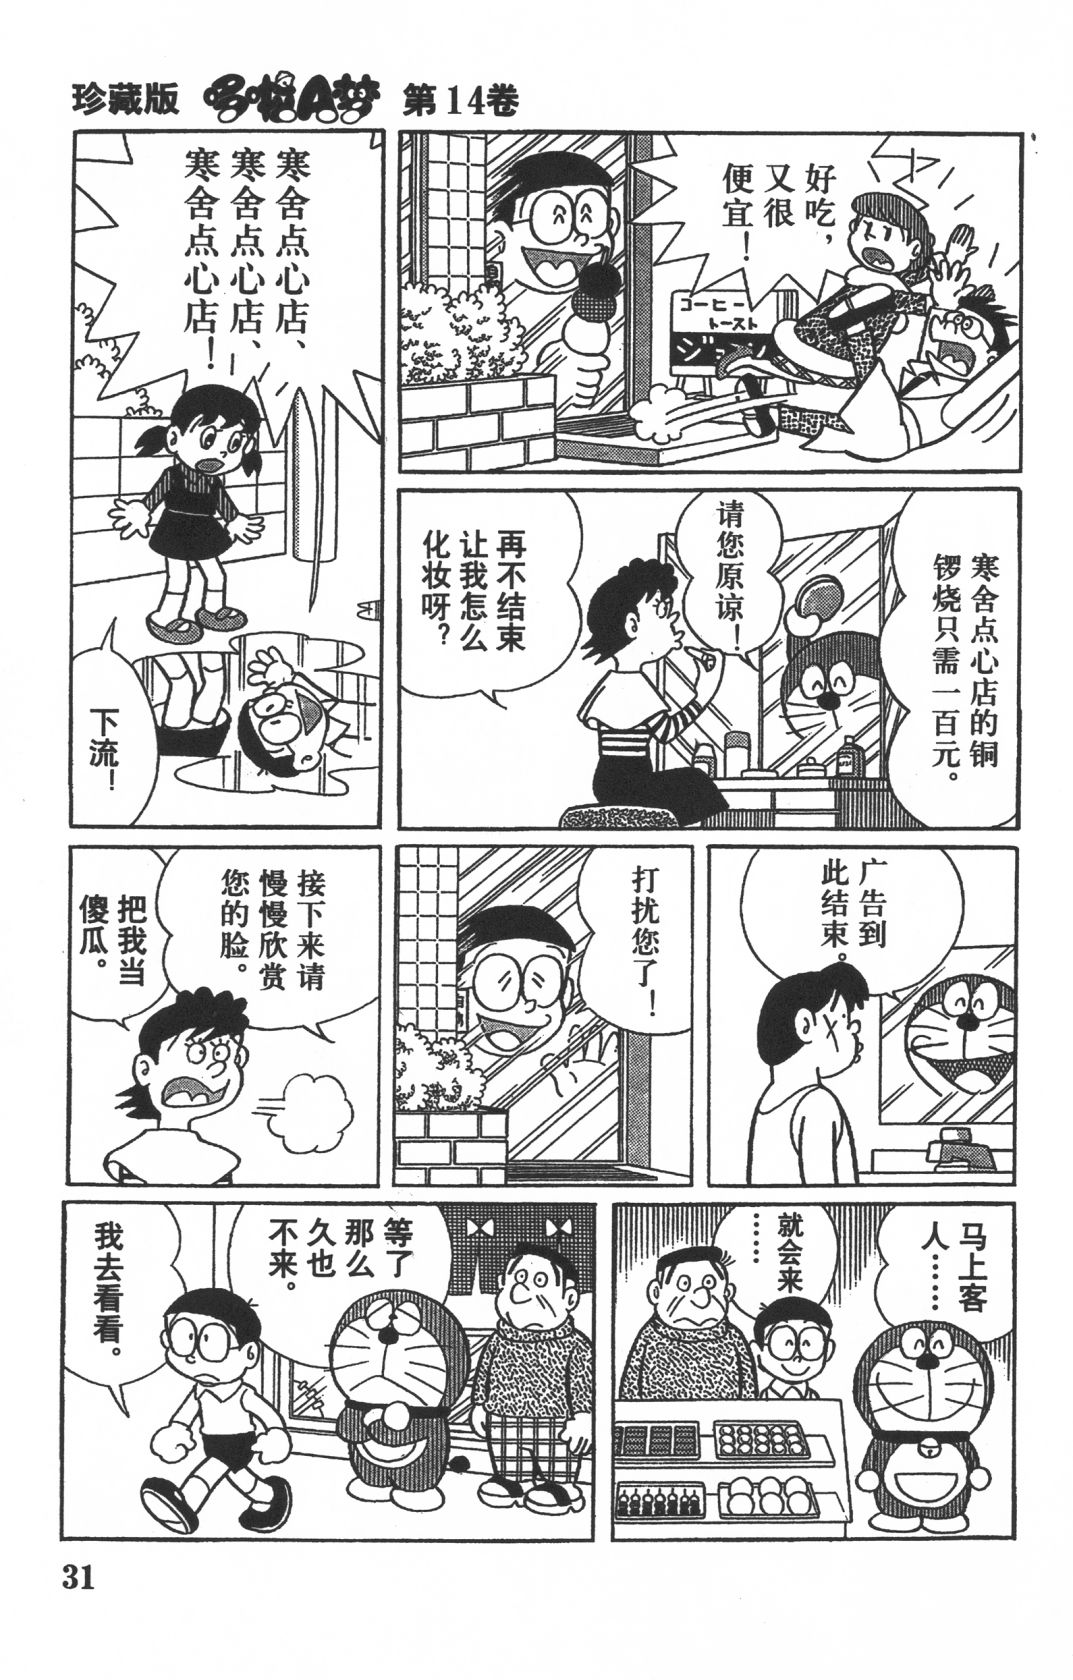 珍藏版 哆啦A梦 第14卷
好吃，
又很
便宜！
コーヒー
トースト
寒舍点心店、
寒舍点心店、
寒舍点心店！
下流！
寒舍点心店的铜
锣烧只需一百元。
请您原谅！
再不结束
让我怎么
化妆呀？
广告到
此结束。
打扰您了！
接下来请
慢慢欣赏
您的脸。
把我当
傻瓜。
马上客
人……
就会来
……
等了
那么
久也
不来。
我去看看。
31